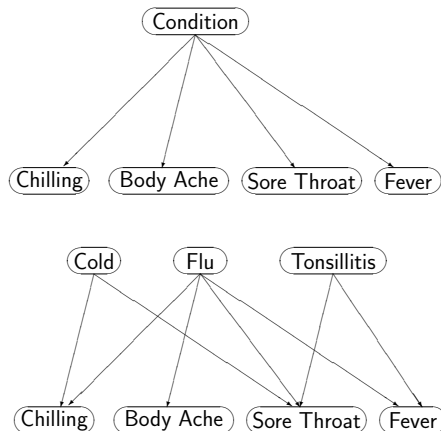 Condition
Chilling Body Ache Sore Throat Fever
Cold Flu Tonsillitis
Chilling Body Ache Sore Throat Fever